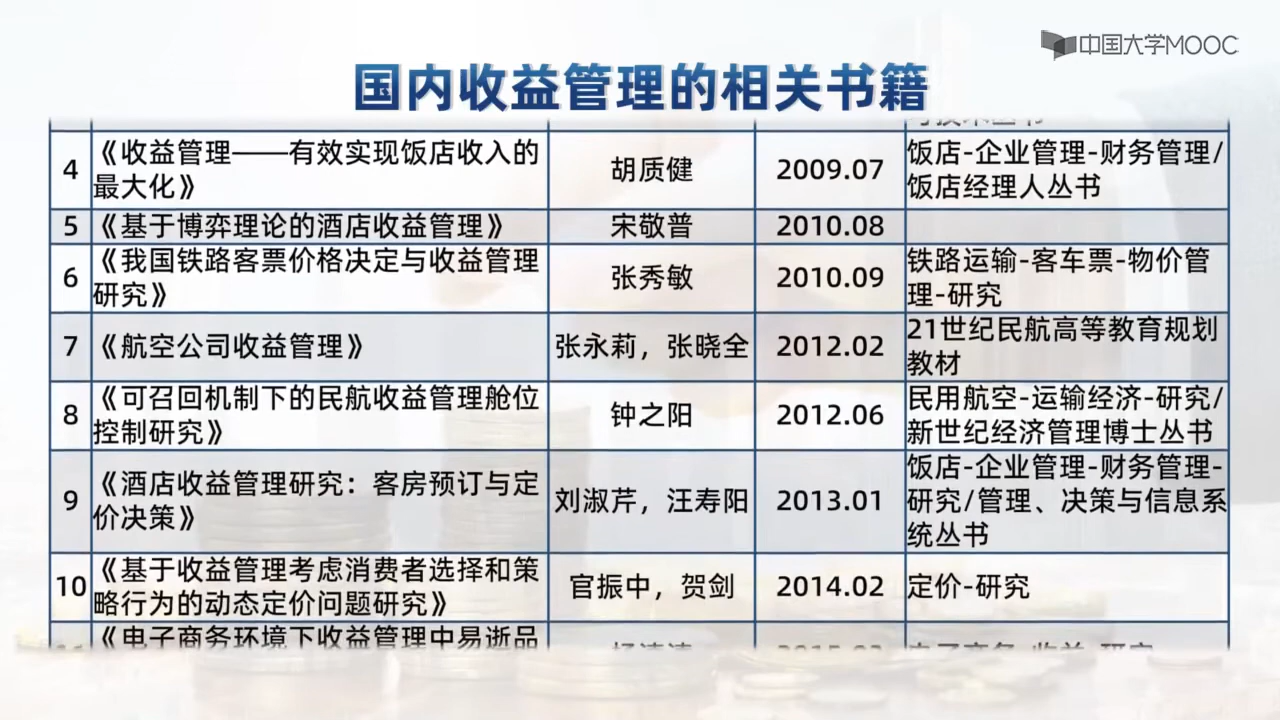 中国大学MOOC
国内收益管理的相关书籍
4 《收益管理——有效实现饭店收入的最大化》 胡质健 2009.07 饭店-企业管理-财务管理/饭店经理人丛书
5 《基于博弈理论的酒店收益管理》 宋敬普 2010.08
6 《我国铁路客票价格决定与收益管理研究》 张秀敏 2010.09 铁路运输-客车票-物价管理-研究
7 《航空公司收益管理》 张永莉，张晓全 2012.02 21世纪民航高等教育规划教材
8 《可召回机制下的民航收益管理舱位控制研究》 钟之阳 2012.06 民用航空-运输经济-研究/新世纪经济管理博士丛书
9 《酒店收益管理研究：客房预订与定价决策》 刘淑芹，汪寿阳 2013.01 饭店-企业管理-财务管理-研究/管理、决策与信息系统丛书
10 《基于收益管理考虑消费者选择和策略行为的动态定价问题研究》 官振中，贺剑 2014.02 定价-研究
《电子商务环境下收益管理中易逝品